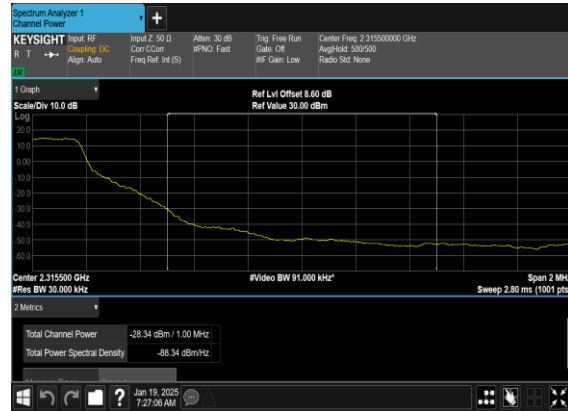 Spectrum Analyzer 1
Channel Power
KEYSIGHT Input: RF Input Z: 50 Ω Atten: 30 dB Trig: Free Run Center Freq: 2.315500000 GHz
R T Coupling: DC Corr CCorr #PNO: Fast Gate: Off Avg|Hold: 500/500
Align: Auto Freq Ref: Int (S) #IF Gain: Low Radio Std: None
LW
1 Graph
Ref Lvl Offset 8.60 dB
Scale/Div 10.0 dB Ref Value 30.00 dBm
Log
20.0
10.0
0.00
-10.0
-20.0
-30.0
-40.0
-50.0
-60.0
Center 2.315500 GHz #Video BW 91.000 kHz* Span 2 MH
#Res BW 30.000 kHz Sweep 2.80 ms (1001 pts
2 Metrics
Total Channel Power -28.34 dBm / 1.00 MHz
Total Power Spectral Density -88.34 dBm/Hz
? Jan 19, 2025
7:27:06 AM